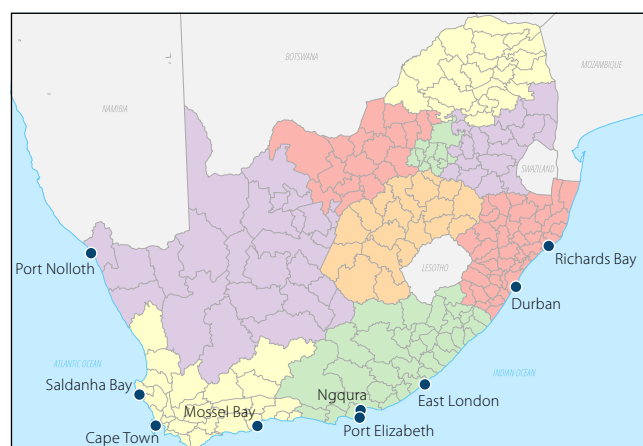 BOTSWANA
MOZAMBIQUE
NAMIBIA
SWAZILAND
Port Nolloth
LESOTHO
Richards Bay
Durban
ATLANTIC OCEAN
INDIAN OCEAN
Saldanha Bay
East London
Ngqura
Mossel Bay
Cape Town
Port Elizabeth